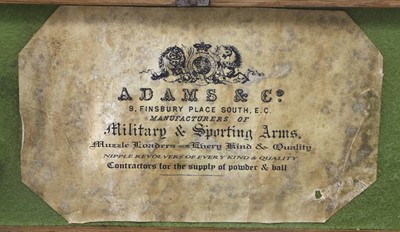 ADAMS & Co
9, FINSBURY PLACE SOUTH, E.C.
MANUFACTURERS OF
Military & Sporting Arms,
Muzzle Loaders of Every Kind & Quality
NIPPLE REVOLVERS OF EVERY KIND & QUALITY
Contractors for the supply of powder & ball